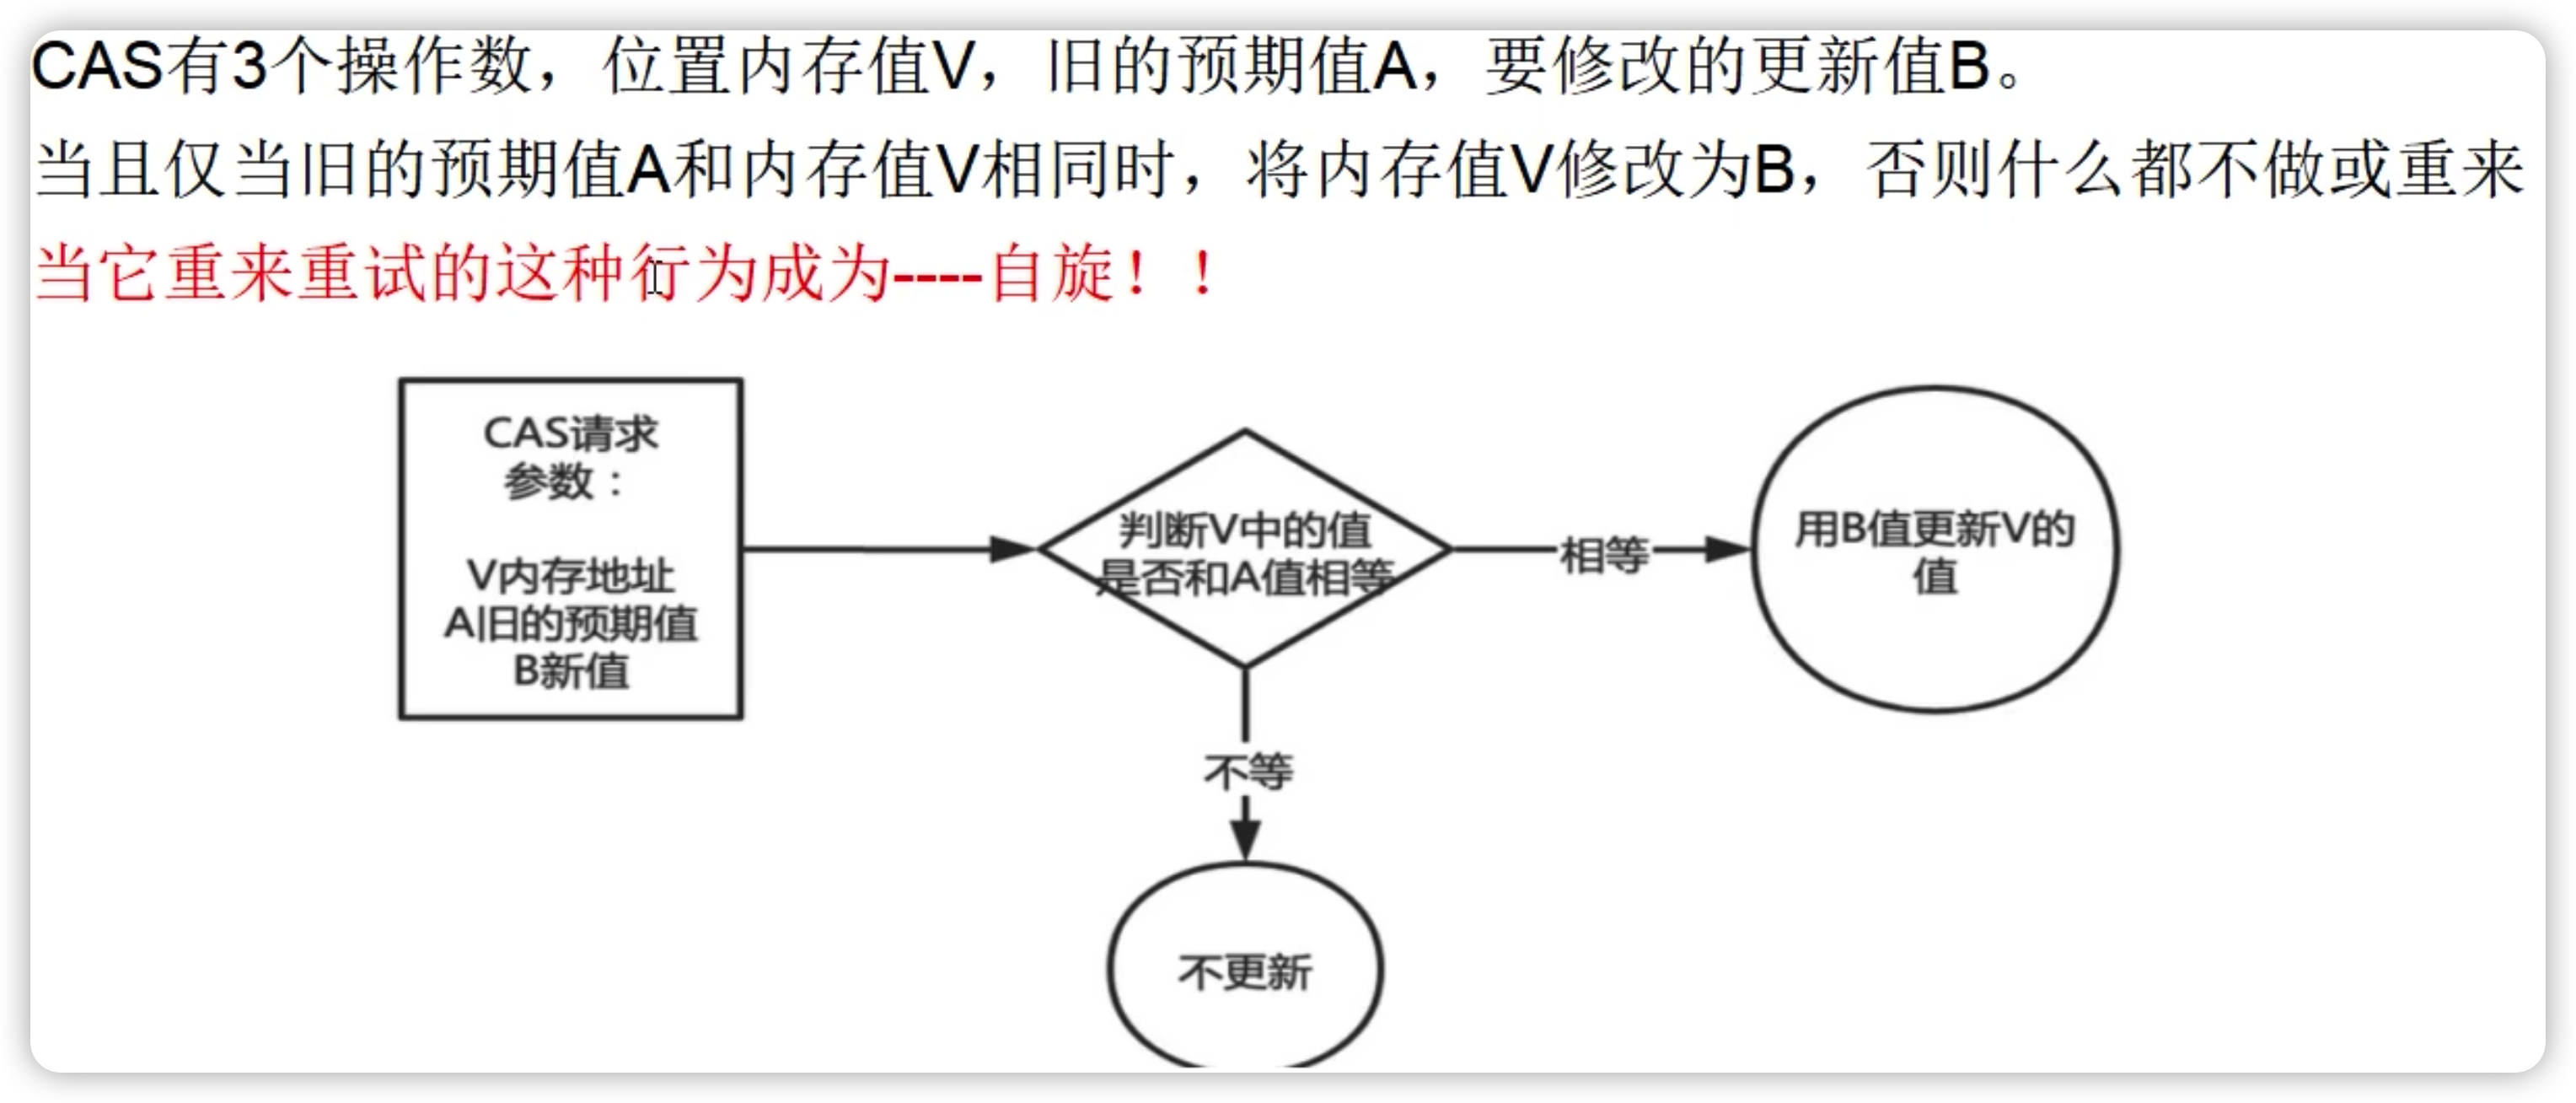 CAS有3个操作数，位置内存值V，旧的预期值A，要修改的更新值B。
当且仅当旧的预期值A和内存值V相同时，将内存值V修改为B，否则什么都不做或重来
当它重来重试的这种行为成为----自旋！！
CAS请求
参数：
V内存地址
A旧的预期值
B新值
判断V中的值
是否和A值相等
相等
用B值更新V的
值
不等
不更新